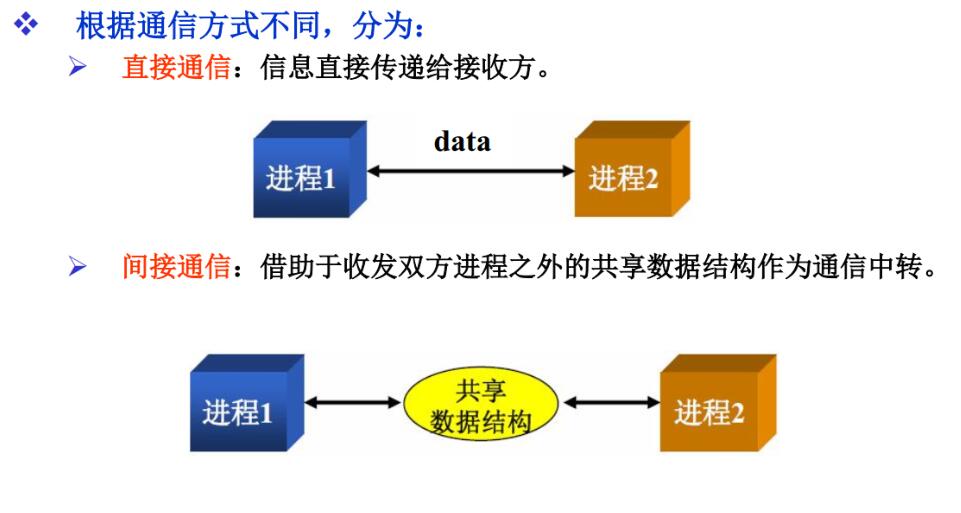 根据通信方式不同，分为：
直接通信：信息直接传递给接收方。
data
进程1
进程2
间接通信：借助于收发双方进程之外的共享数据结构作为通信中转。
进程1
共享
数据结构
进程2